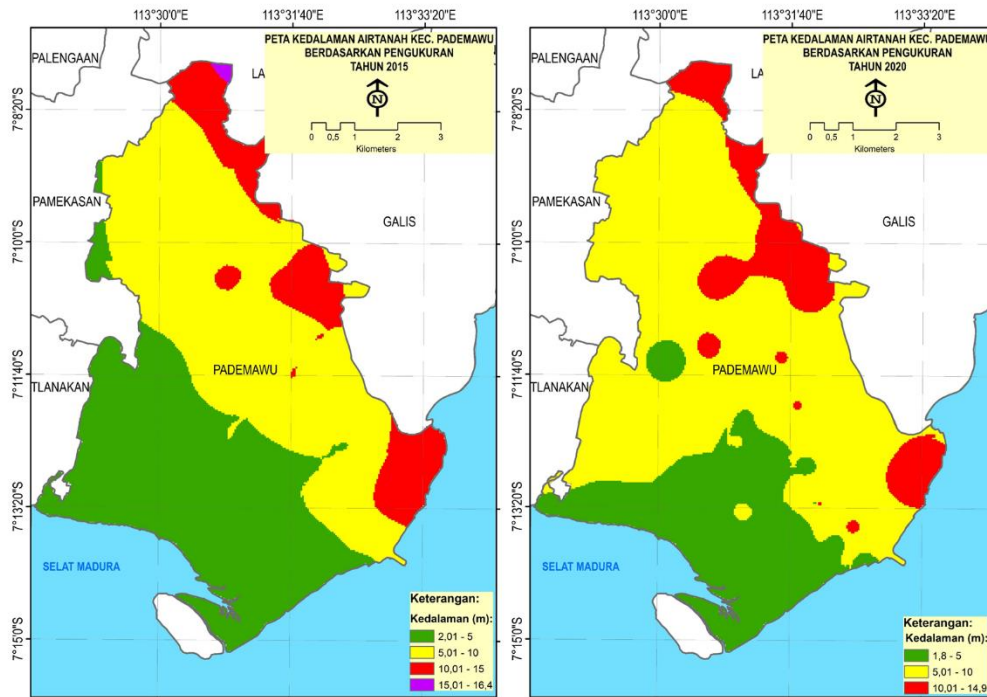 113°30'0"E 113°31'40"E 113°33'20"E
PETA KEDALAMAN AIRTANAH KEC. PADEMAWU
BERDASARKAN PENGUKURAN
TAHUN 2015
N
0 0,5 1 2 3
Kilometers
PALENGAAN
LA
PAMEKASAN
GALIS
TLANAKAN
PADEMAWU
SELAT MADURA
7°8'20"S
7°10'0"S
7°11'40"S
7°13'20"S
7°15'0"S
Keterangan:
Kedalaman (m):
2,01 - 5
5,01 - 10
10,01 - 15
15,01 - 16,4
113°30'0"E 113°31'40"E 113°33'20"E
PETA KEDALAMAN AIRTANAH KEC. PADEMAWU
BERDASARKAN PENGUKURAN
TAHUN 2020
N
0 0,5 1 2 3
Kilometers
PALENGAAN
LA
PAMEKASAN
GALIS
TLANAKAN
PADEMAWU
SELAT MADURA
7°8'20"S
7°10'0"S
7°11'40"S
7°13'20"S
7°15'0"S
Keterangan:
Kedalaman (m):
1,8 - 5
5,01 - 10
10,01 - 14,9